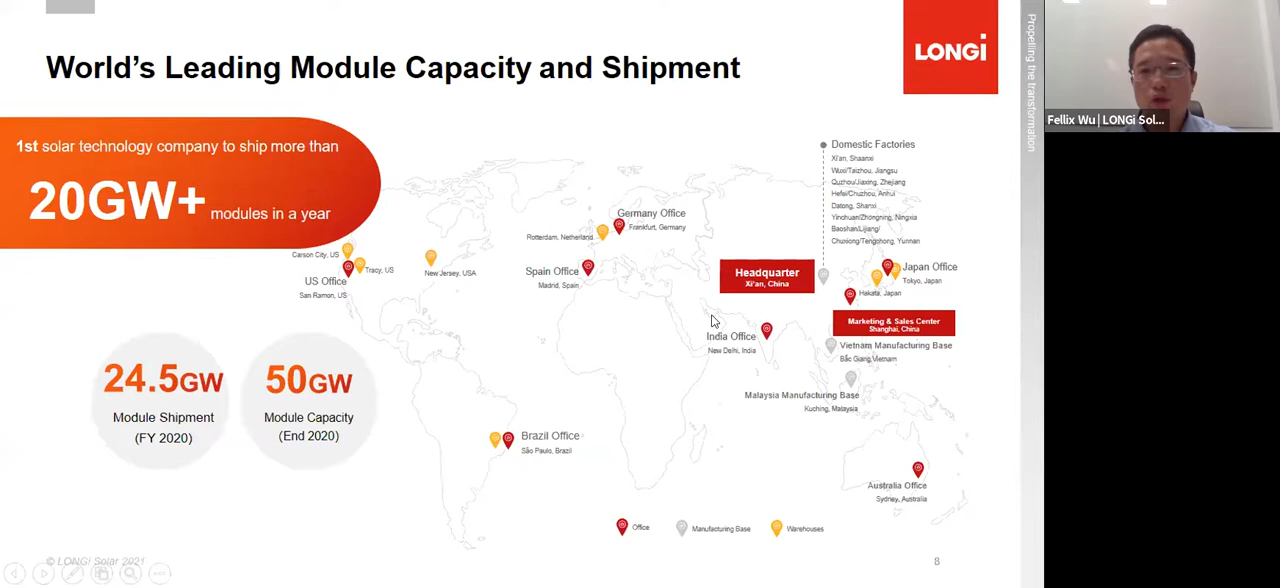 World's Leading Module Capacity and Shipment
LONGi
Propelling the transformation
Fellix Wu | LONGi Sol...
1st solar technology company to ship more than
20GW+ modules in a year
Domestic Factories
Xi'an, Shaanxi
Wuxi/Taizhou, Jiangsu
Quzhou/Jiaxing, Zhejiang
Hefei/Chuzhou, Anhui
Datong, Shanxi
Yinchuan/Zhongning, Ningxia
Baoshan/Lijiang/
Chuxiong/Tengchong, Yunnan
Germany Office
Frankfurt, Germany
Rotterdam, Netherland
Carson City, US
Tracy, US
US Office
San Ramon, US
New Jersey, USA
Spain Office
Madrid, Spain
Headquarter
Xi'an, China
Japan Office
Tokyo, Japan
Hakata, Japan
Marketing & Sales Center
Shanghai, China
India Office
New Delhi, India
Vietnam Manufacturing Base
Bắc Giang,Vietnam
Malaysia Manufacturing Base
Kuching, Malaysia
24.5GW
Module Shipment
(FY 2020)
50GW
Module Capacity
(End 2020)
Brazil Office
São Paulo, Brazil
Australia Office
Sydney, Australia
Office
Manufacturing Base
Warehouses
© LONGi Solar 2021
8